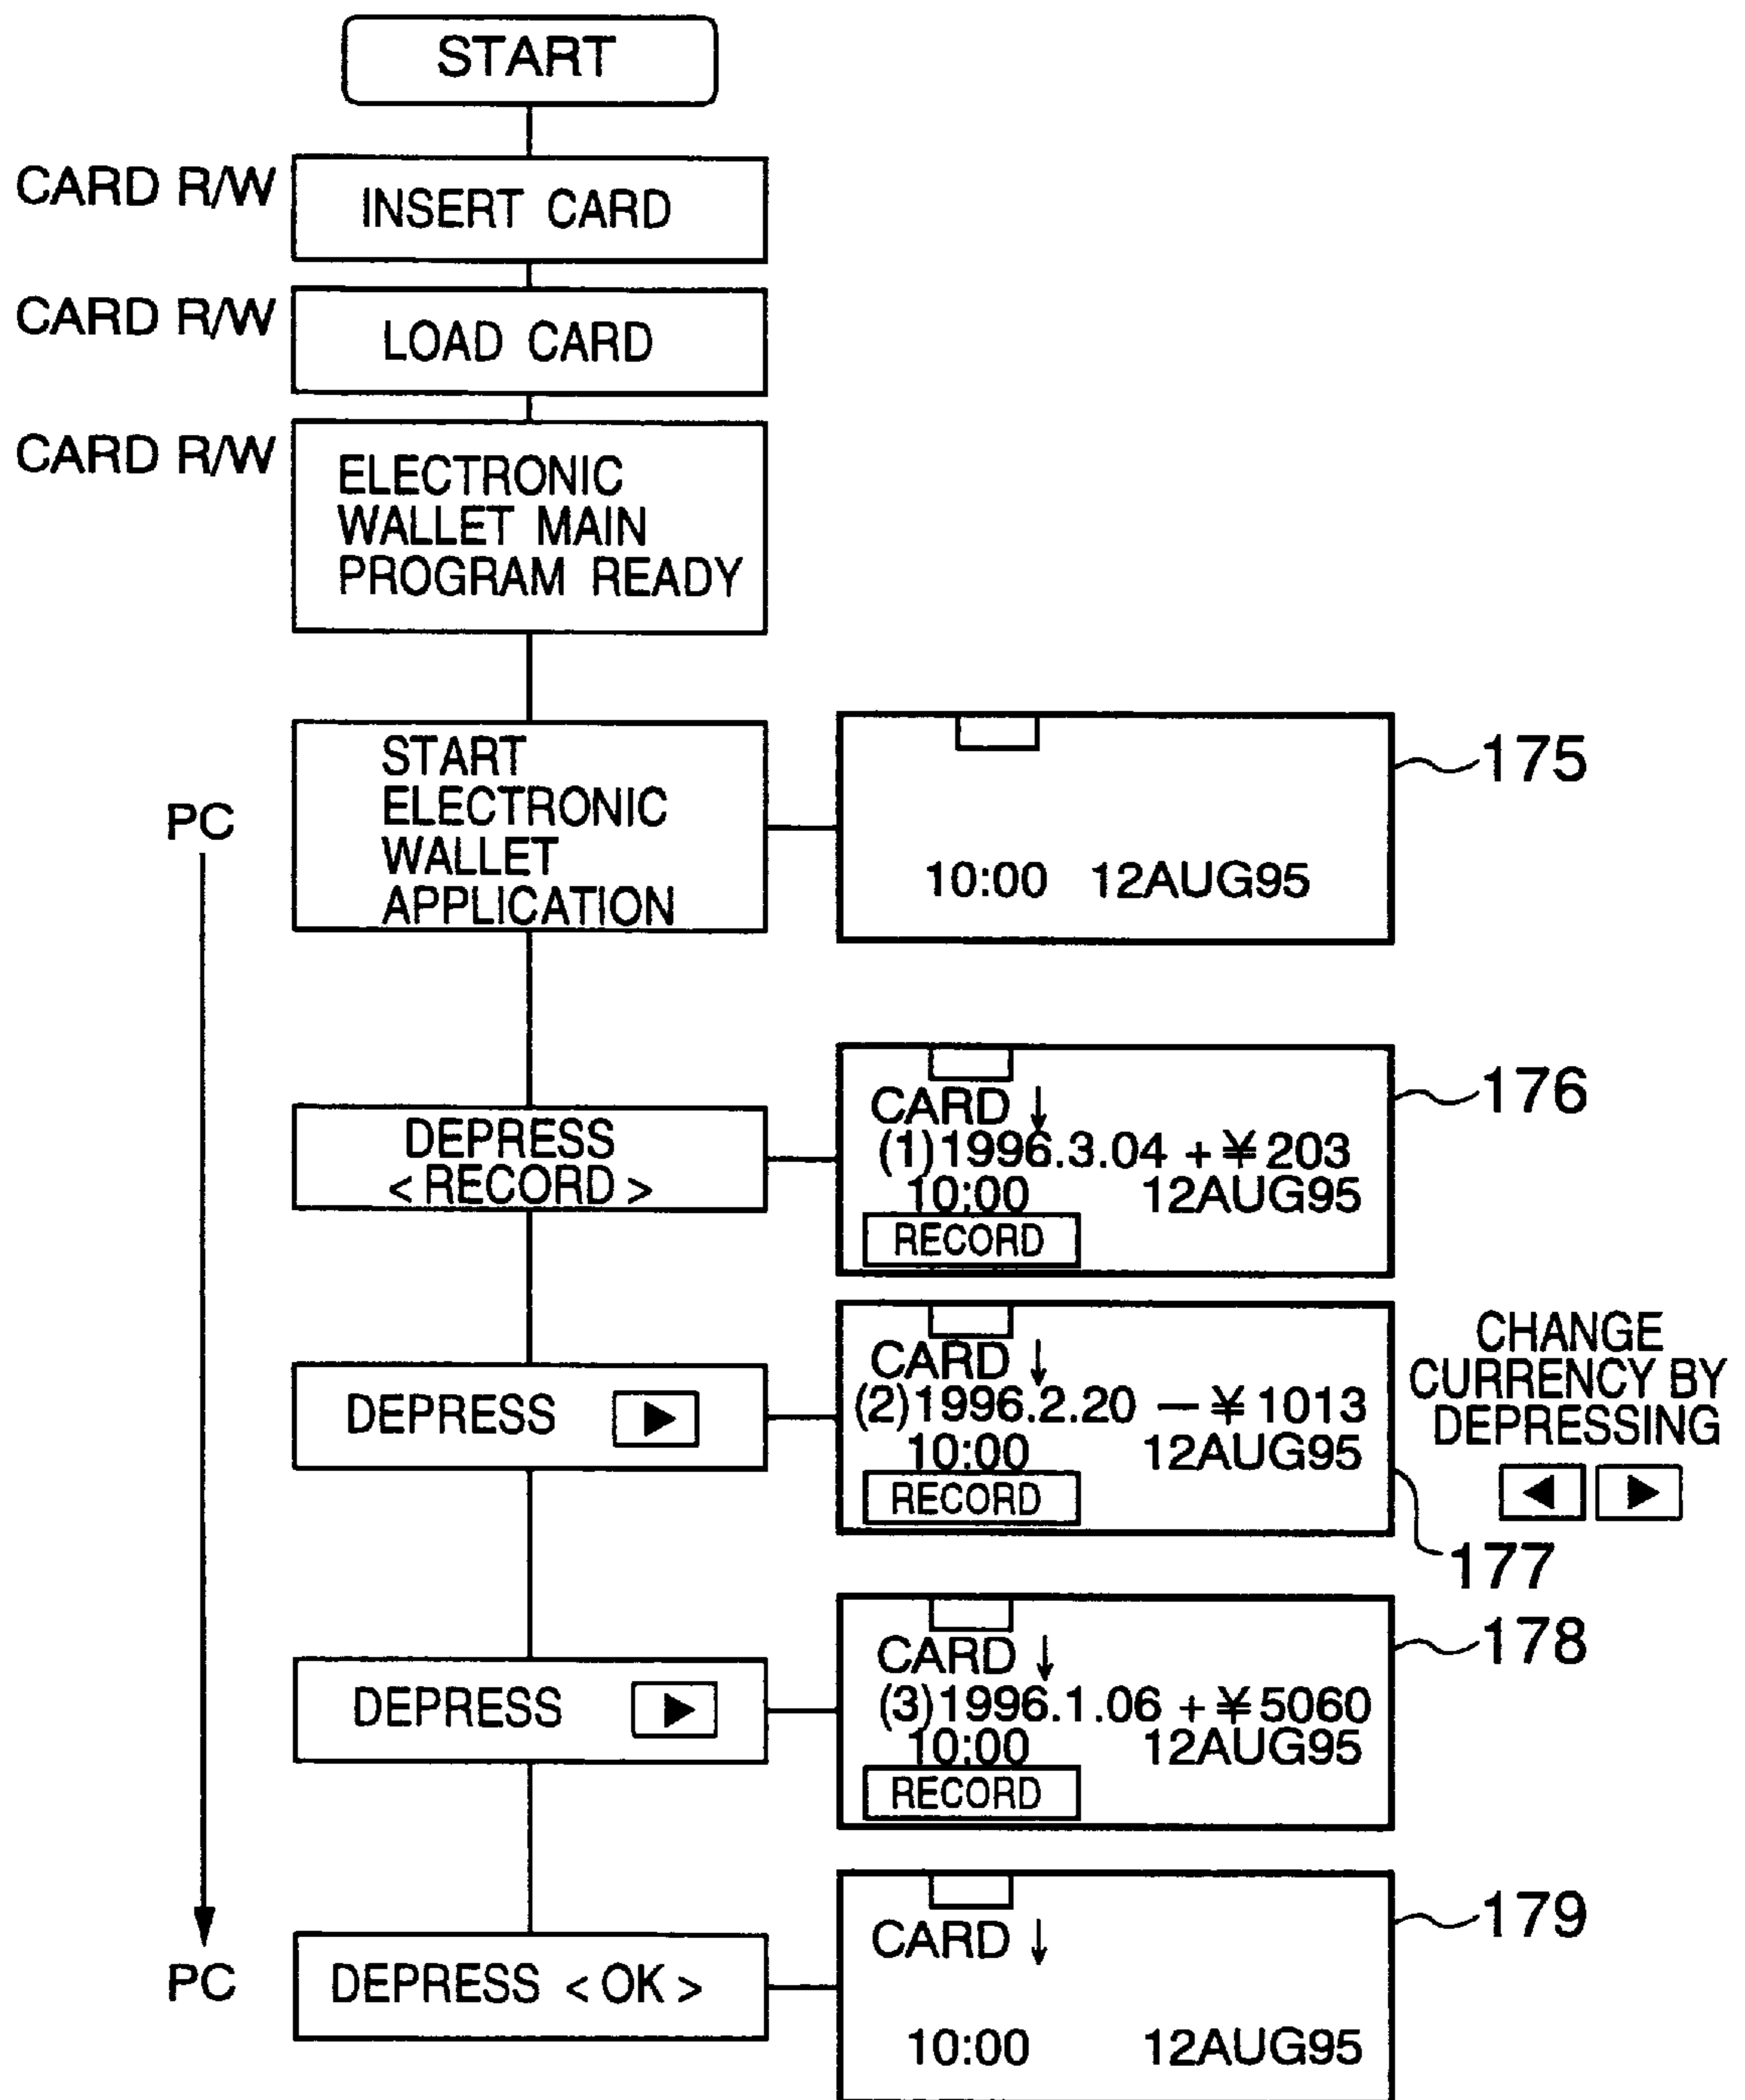 START
CARD R/W
INSERT CARD
CARD R/W
LOAD CARD
CARD R/W
ELECTRONIC
WALLET MAIN
PROGRAM READY
PC
START
ELECTRONIC
WALLET
APPLICATION
10:00 12AUG95
175
DEPRESS
<RECORD>
CARD ↓
(1)1996.3.04 +¥203
10:00 12AUG95
RECORD
176
DEPRESS ▶
CARD ↓
(2)1996.2.20 —¥1013
10:00 12AUG95
RECORD
CHANGE
CURRENCY BY
DEPRESSING
◀ ▶
177
DEPRESS ▶
CARD ↓
(3)1996.1.06 +¥5060
10:00 12AUG95
RECORD
178
PC
DEPRESS <OK>
CARD ↓
10:00 12AUG95
179